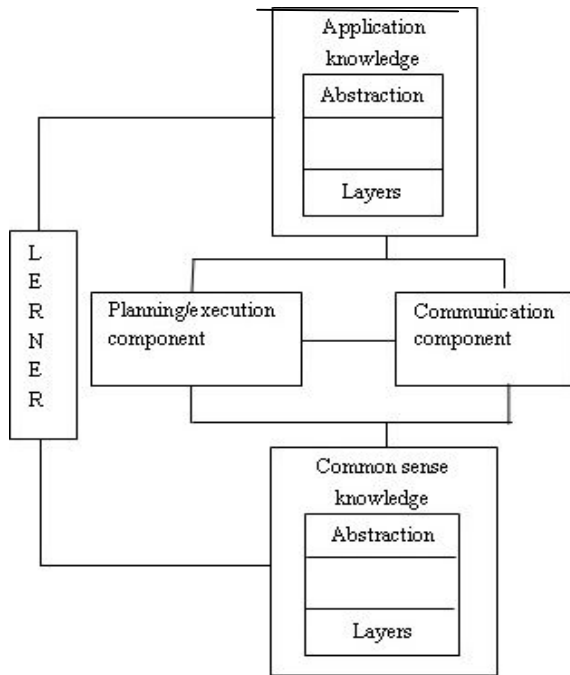 Application
knowledge
Abstraction
Layers
L
E
R
N
E
R
Planning/execution
component
Communication
component
Common sense
knowledge
Abstraction
Layers